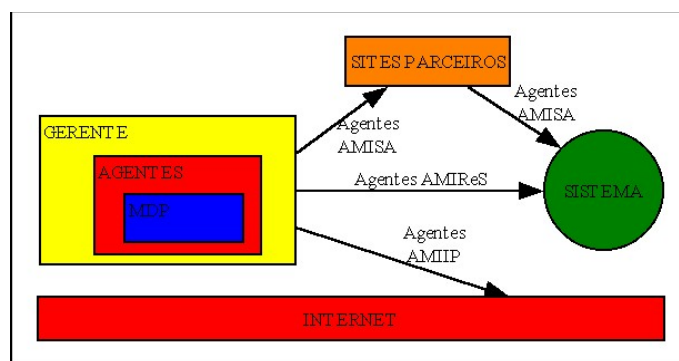 SITES PARCEIROS
Agentes
AMISA
Agentes
AMISA
GERENTE
AGENTES
MDP
Agentes AMIReS
SISTEMA
Agentes
AMIIP
INTERNET